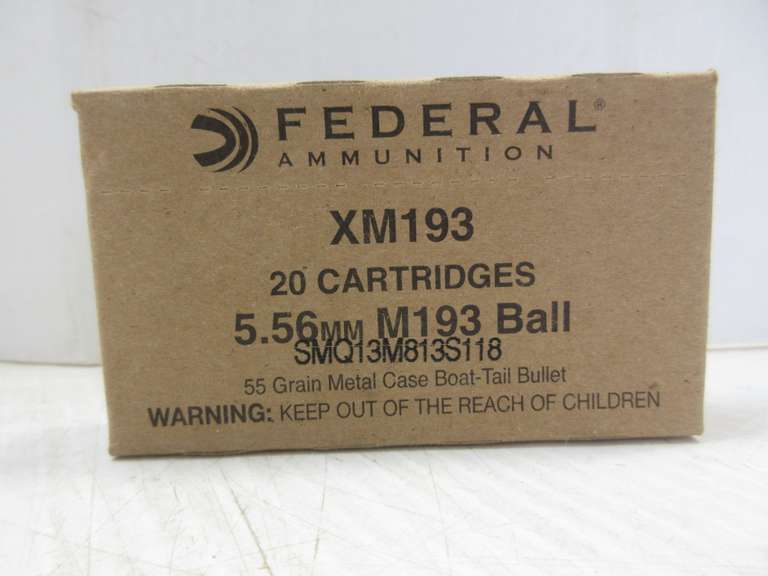 FEDERAL®
AMMUNITION
XM193
20 CARTRIDGES
5.56MM M193 Ball
SMQ13M813S118
55 Grain Metal Case Boat-Tail Bullet
WARNING: KEEP OUT OF THE REACH OF CHILDREN